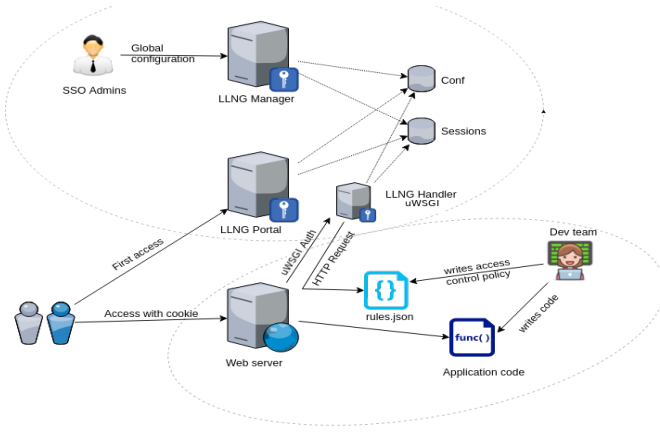 Global
configuration
SSO Admins
LLNG Manager
Conf
Sessions
LLNG Handler
uWSGI
LLNG Portal
First access
uWSGI Auth
HTTP Request
Dev team
writes access
control policy
{}
rules.json
writes code
Access with cookie
Web server
func()
Application code